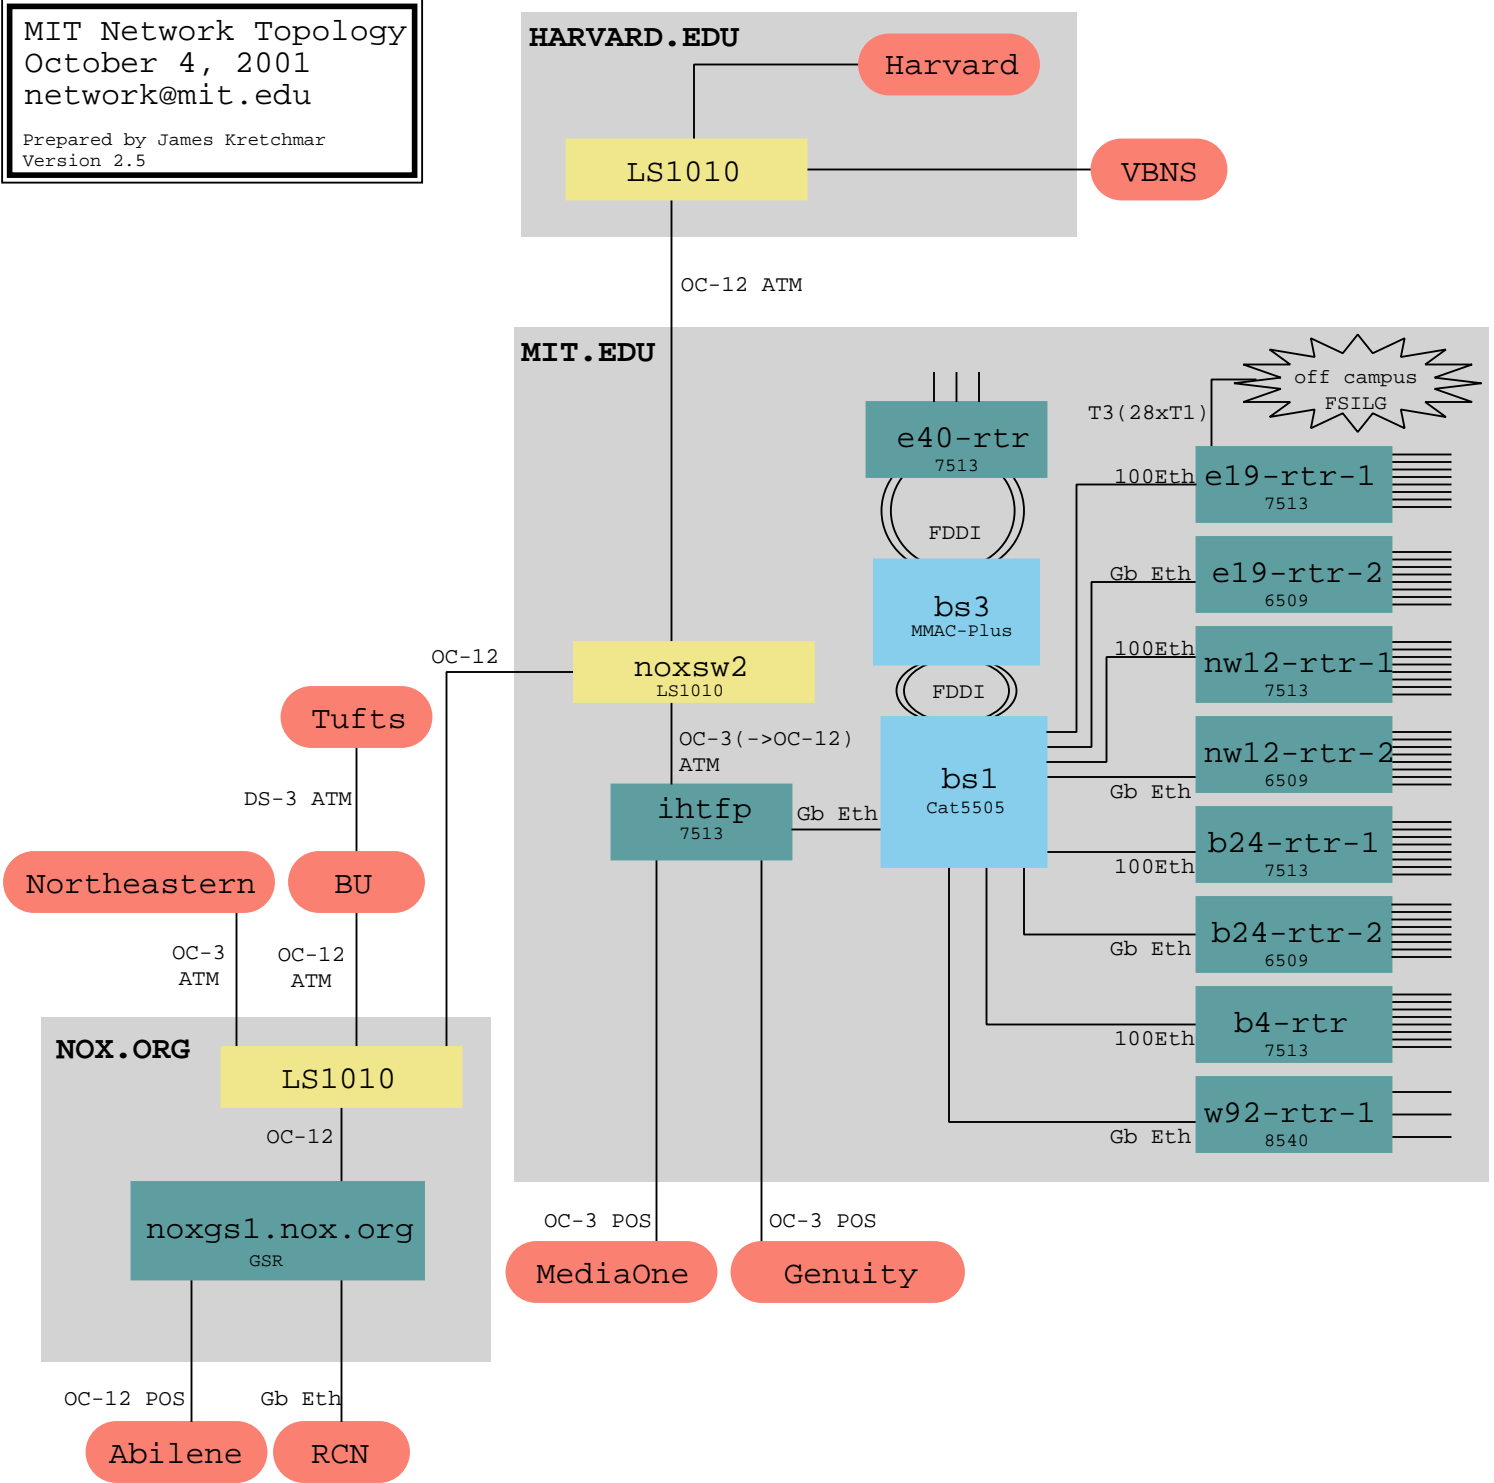 MIT Network Topology
October 4, 2001
network@mit.edu
Prepared by James Kretchmar
Version 2.5
HARVARD.EDU
Harvard
LS1010
VBNS
OC-12 ATM
MIT.EDU
off campus
FSILG
T3(28xT1)
e40-rtr
7513
FDDI
bs3
MMAC-Plus
FDDI
bs1
Cat5505
100Eth
e19-rtr-1
7513
Gb Eth
e19-rtr-2
6509
100Eth
nw12-rtr-1
7513
nw12-rtr-2
6509
Gb Eth
b24-rtr-1
7513
100Eth
b24-rtr-2
6509
Gb Eth
b4-rtr
7513
100Eth
w92-rtr-1
8540
Gb Eth
OC-12
noxsw2
LS1010
OC-3(->OC-12)
ATM
ihtfp
7513
Gb Eth
Tufts
DS-3 ATM
Northeastern
BU
OC-3
ATM
OC-12
ATM
NOX.ORG
LS1010
OC-12
noxgs1.nox.org
GSR
OC-3 POS
OC-3 POS
MediaOne
Genuity
OC-12 POS
Gb Eth
Abilene
RCN